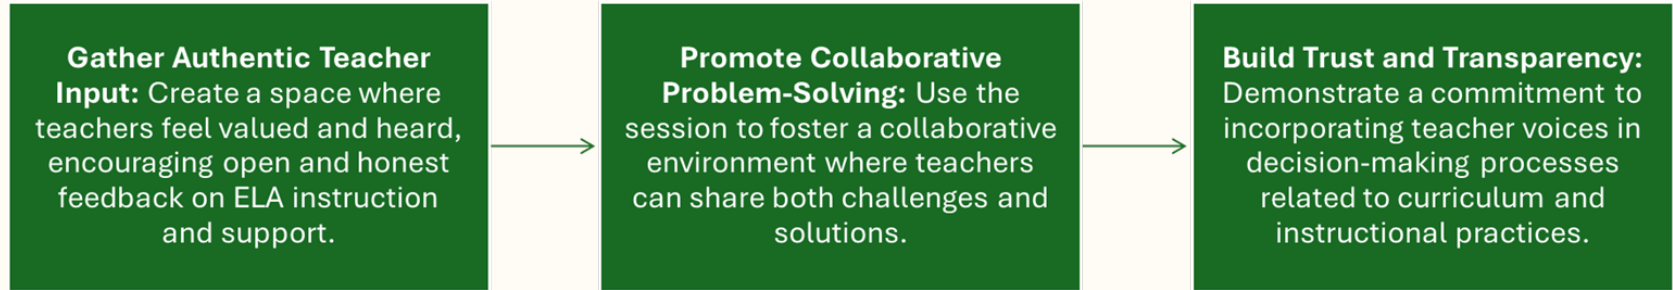 Gather Authentic Teacher
Input: Create a space where
teachers feel valued and heard,
encouraging open and honest
feedback on ELA instruction
and support.
Promote Collaborative
Problem-Solving: Use the
session to foster a collaborative
environment where teachers
can share both challenges and
solutions.
Build Trust and Transparency:
Demonstrate a commitment to
incorporating teacher voices in
decision-making processes
related to curriculum and
instructional practices.